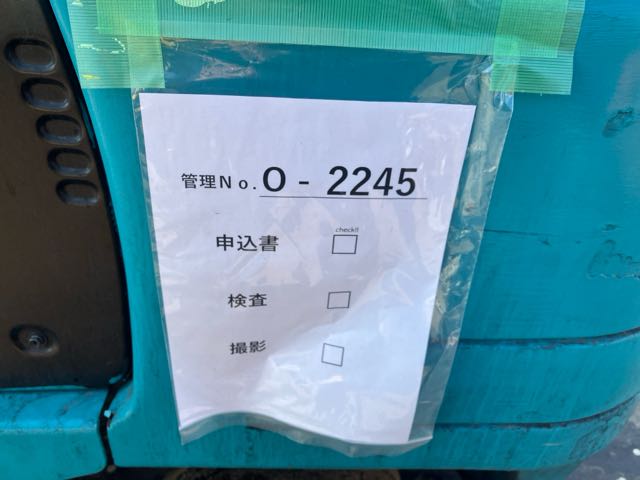 管理No. O - 2245
check!!
申込書 □
検査 □
撮影 □